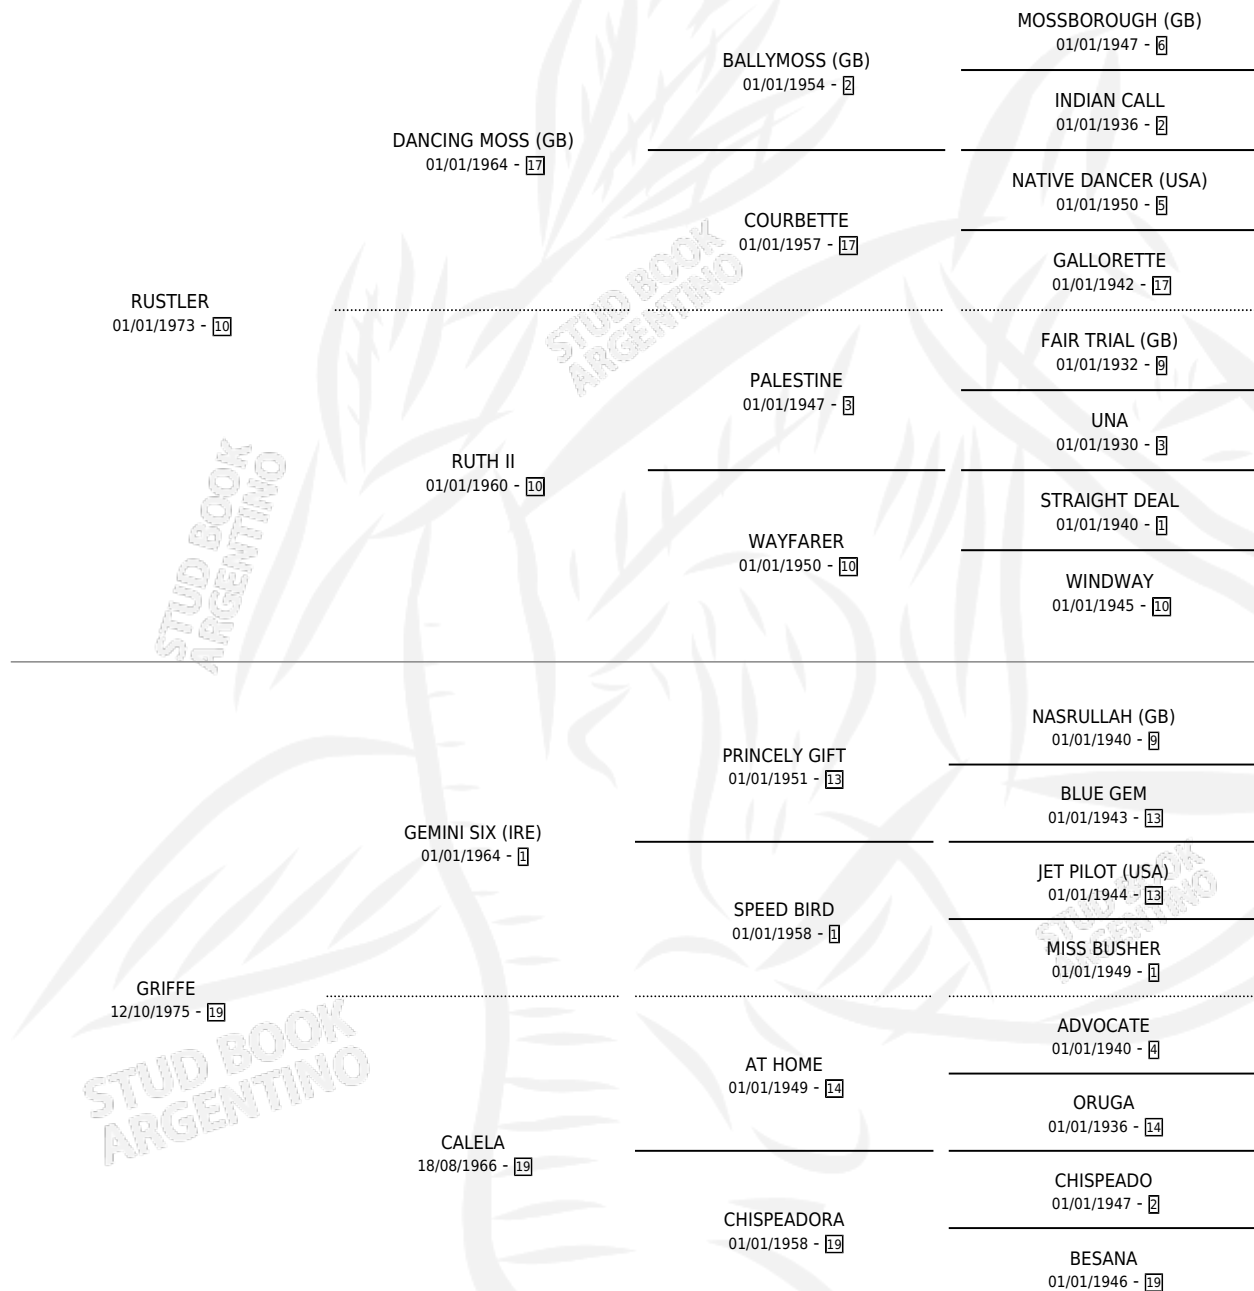 MOSSBOROUGH (GB)
01/01/1947 - 6
BALLYMOSS (GB)
01/01/1954 - 2
INDIAN CALL
01/01/1936 - 2
DANCING MOSS (GB)
01/01/1964 - 17
NATIVE DANCER (USA)
01/01/1950 - 5
COURBETTE
01/01/1957 - 17
GALLORETTE
01/01/1942 - 17
RUSTLER
01/01/1973 - 10
FAIR TRIAL (GB)
01/01/1932 - 9
PALESTINE
01/01/1947 - 3
UNA
01/01/1930 - 3
RUTH II
01/01/1960 - 10
STRAIGHT DEAL
01/01/1940 - 1
WAYFARER
01/01/1950 - 10
WINDWAY
01/01/1945 - 10
NASRULLAH (GB)
01/01/1940 - 9
PRINCELY GIFT
01/01/1951 - 13
BLUE GEM
01/01/1943 - 13
GEMINI SIX (IRE)
01/01/1964 - 1
JET PILOT (USA)
01/01/1944 - 13
SPEED BIRD
01/01/1958 - 1
MISS BUSHER
01/01/1949 - 1
GRIFFE
12/10/1975 - 19
ADVOCATE
01/01/1940 - 4
AT HOME
01/01/1949 - 14
ORUGA
01/01/1936 - 14
CALELA
18/08/1966 - 19
CHISPEADO
01/01/1947 - 2
CHISPEADORA
01/01/1958 - 19
BESANA
01/01/1946 - 19
STUD BOOK
ARGENTINO
STUD BOOK
ARGENTINO
STUD BOOK
ARGENTINO
STUD BOOK
ARGENTINO